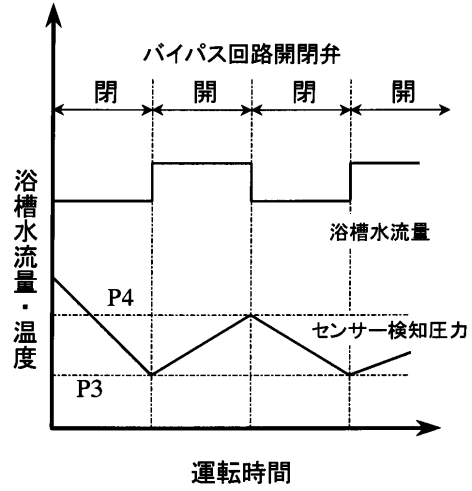 バイパス回路開閉弁
閉 開 閉 開
浴槽水流量・温度
浴槽水流量
P4
センサー検知圧力
P3
運転時間